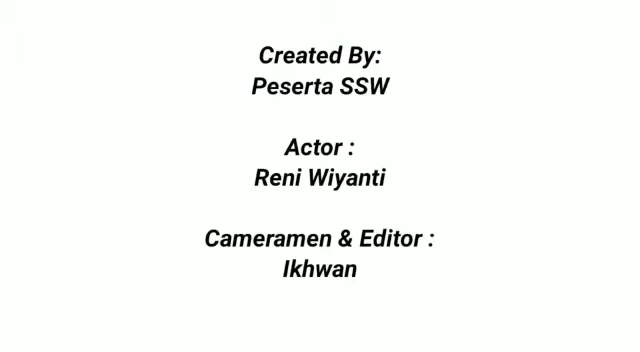 Created By:
Peserta SSW
Actor :
Reni Wiyanti
Cameramen & Editor :
Ikhwan